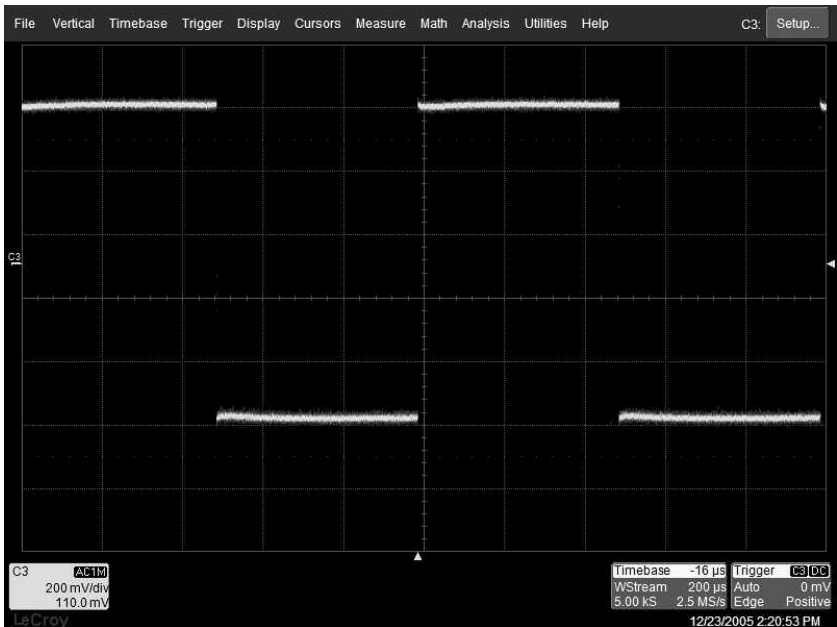 File Vertical Timebase Trigger Display Cursors Measure Math Analysis Utilities Help C3: Setup...
C3
C3 AC1M
200 mV/div
110.0 mV
Timebase -16 µs
WStream 200 µs
5.00 kS 2.5 MS/s
Trigger C3 DC
Auto 0 mV
Edge Positive
LeCroy
12/23/2005 2:20:53 PM